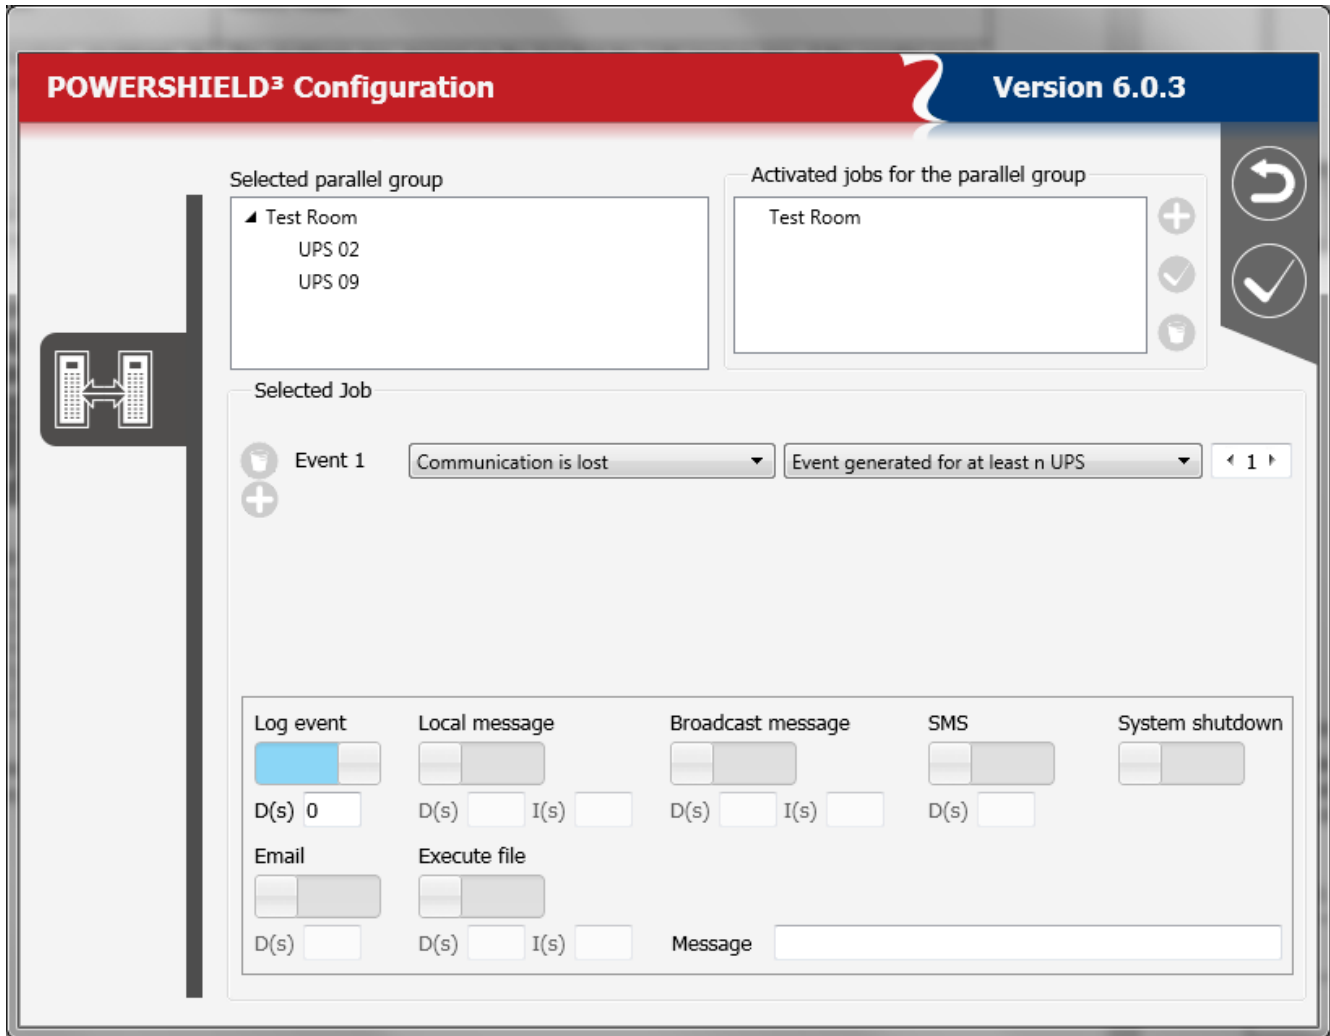 POWERSHIELD³ Configuration
Version 6.0.3
Selected parallel group
Test Room
UPS 02
UPS 09
Activated jobs for the parallel group
Test Room
Selected Job
Event 1
Communication is lost
Event generated for at least n UPS
1
Log event
Local message
Broadcast message
SMS
System shutdown
D(s) 0
D(s) I(s)
D(s) I(s)
D(s)
Email
Execute file
D(s)
D(s) I(s)
Message